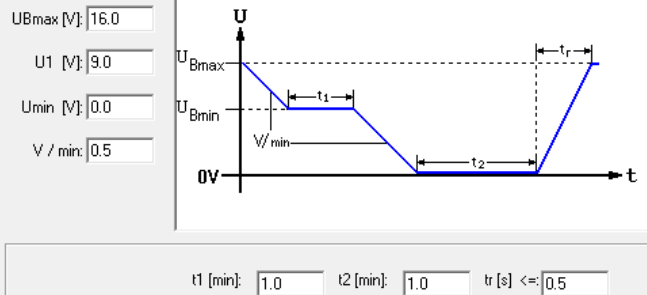 UBmax [V]: 16.0
U1 [V]: 9.0
Umin [V]: 0.0
V / min: 0.5
U
UBmax
tr
t1
UBmin
V/min
t2
0V
t
t1 [min]: 1.0 t2 [min]: 1.0 tr [s] <=: 0.5